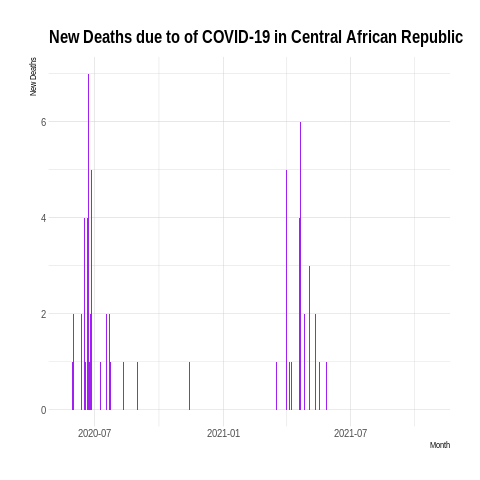 New Deaths due to of COVID-19 in Central African Republic
New Deaths
6
4
2
0
2020-07 2021-01 2021-07
Month